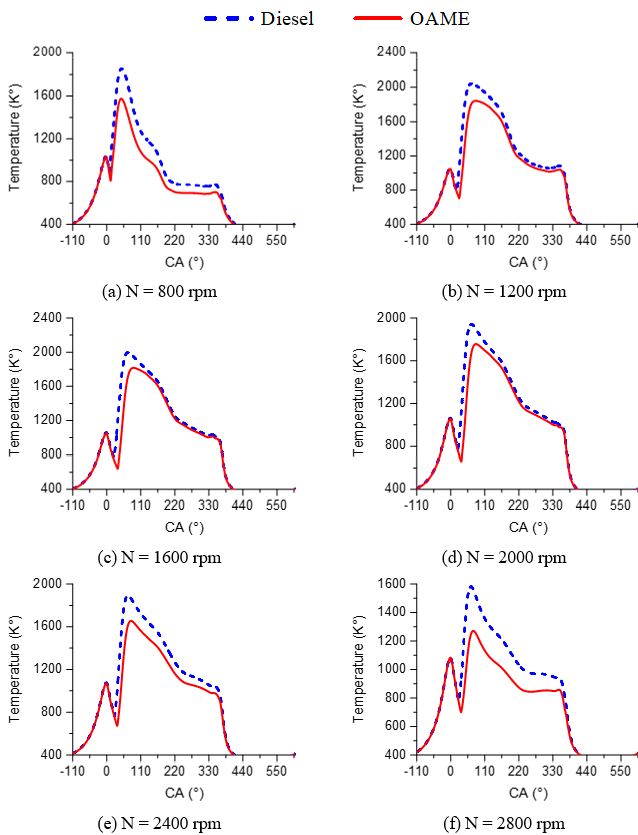 Diesel OAME
2000
1600
1200
800
400
Temperature (K°)
-110 0 110 220 330 440 550
CA (°)
(a) N = 800 rpm
2400
2000
1600
1200
800
400
Temperature (K°)
-110 0 110 220 330 440 550
CA (°)
(b) N = 1200 rpm
2400
2000
1600
1200
800
400
Temperature (K°)
-110 0 110 220 330 440 550
CA (°)
(c) N = 1600 rpm
2000
1600
1200
800
400
Temperature (K°)
-110 0 110 220 330 440 550
CA (°)
(d) N = 2000 rpm
2000
1600
1200
800
400
Temperature (K°)
-110 0 110 220 330 440 550
CA (°)
(e) N = 2400 rpm
1600
1400
1200
1000
800
600
400
Temperature (K°)
-110 0 110 220 330 440 550
CA (°)
(f) N = 2800 rpm